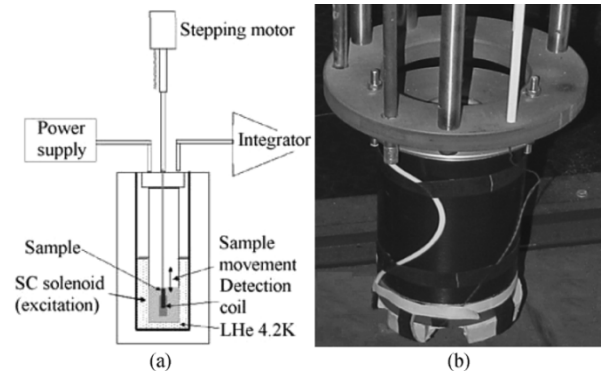 Stepping motor
Power
supply
Integrator
Sample
SC solenoid
(excitation)
Sample
movement
Detection
coil
LHe 4.2K
(a)
(b)